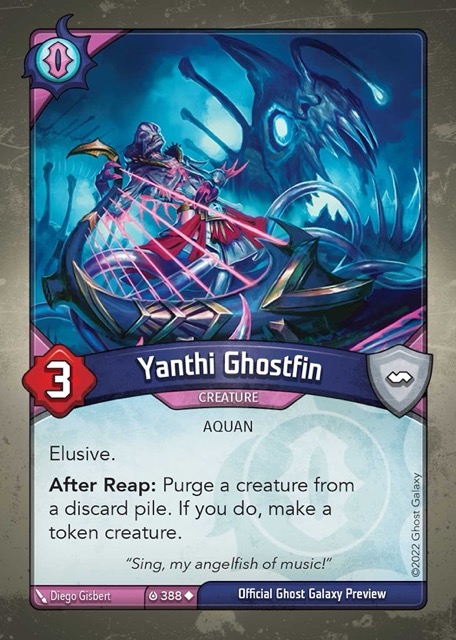 3
Yanthi Ghostfin
CREATURE
AQUAN
Elusive.
After Reap: Purge a creature from
a discard pile. If you do, make a
token creature.
“Sing, my angelfish of music!”
©2022 Ghost Galaxy
Diego Gisbert
388
Official Ghost Galaxy Preview